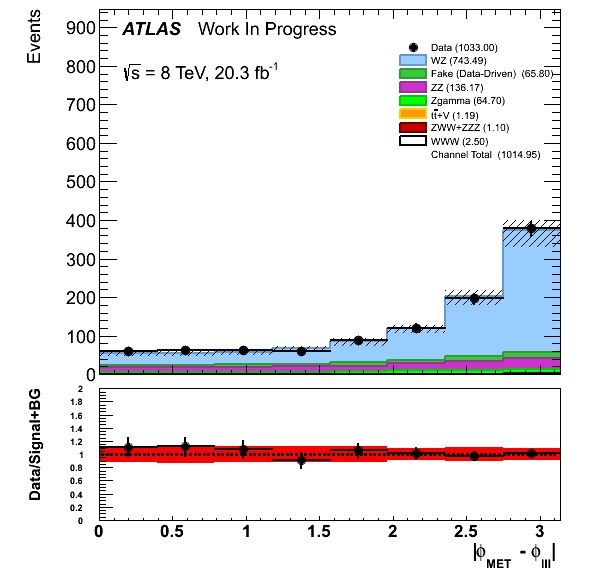 Events
900
800
700
600
500
400
300
200
100
0
ATLAS Work In Progress
√s = 8 TeV, 20.3 fb⁻¹
Data (1033.00)
WZ (743.49)
Fake (Data-Driven) (65.80)
ZZ (136.17)
Zgamma (64.70)
tt̄+V (1.19)
ZWW+ZZZ (1.10)
WWW (2.50)
Channel Total (1014.95)
Data/Signal+BG
2
1.8
1.6
1.4
1.2
1
0.8
0.6
0.4
0.2
0
0 0.5 1 1.5 2 2.5 3
|ϕMET - ϕlll|